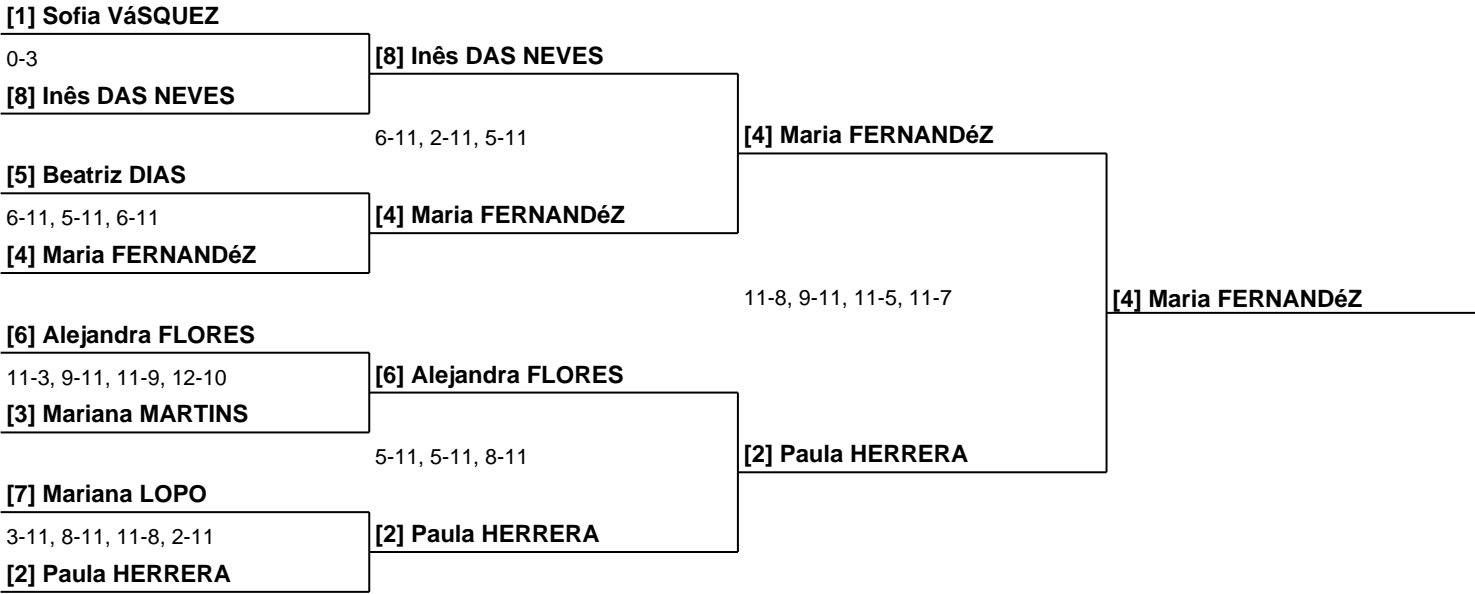 [1] Sofia VáSQUEZ
0-3
[8] Inês DAS NEVES
[8] Inês DAS NEVES
6-11, 2-11, 5-11
[4] Maria FERNANDéZ
[5] Beatriz DIAS
6-11, 5-11, 6-11
[4] Maria FERNANDéZ
[4] Maria FERNANDéZ
11-8, 9-11, 11-5, 11-7
[4] Maria FERNANDéZ
[6] Alejandra FLORES
11-3, 9-11, 11-9, 12-10
[6] Alejandra FLORES
[3] Mariana MARTINS
5-11, 5-11, 8-11
[2] Paula HERRERA
[7] Mariana LOPO
3-11, 8-11, 11-8, 2-11
[2] Paula HERRERA
[2] Paula HERRERA